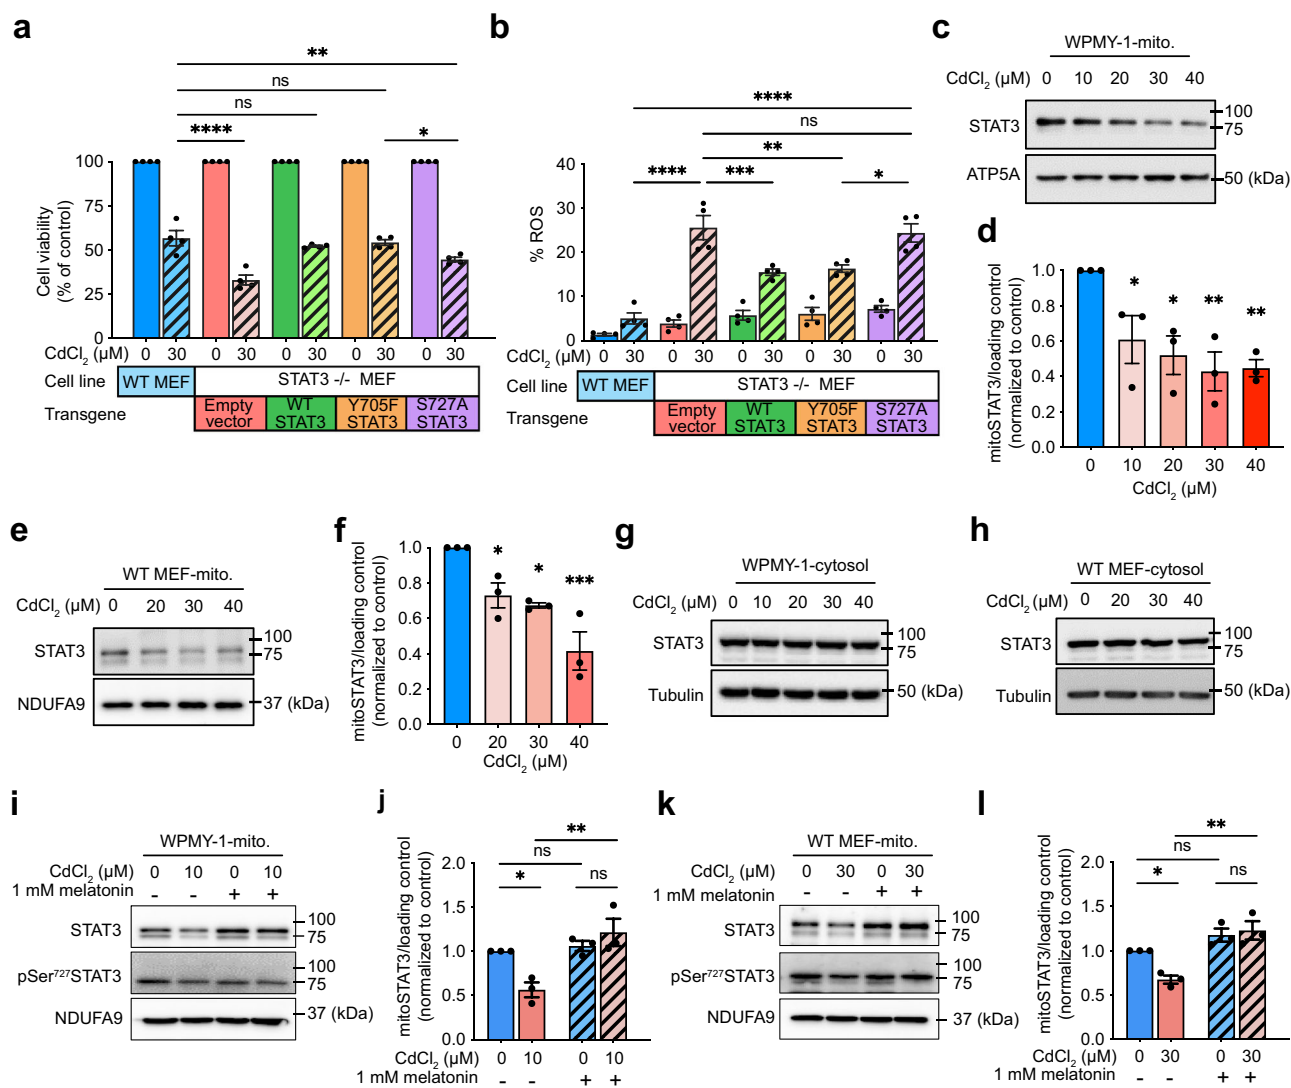 a
**
ns
ns
****
*
100
75
50
25
0
Cell viability
(% of control)
CdCl2 (µM) 0 30 0 30 0 30 0 30 0 30
Cell line WT MEF STAT3 -/- MEF
Transgene Empty vector WT STAT3 Y705F STAT3 S727A STAT3
b
****
ns
**
**** *** *
40
30
20
10
0
% ROS
CdCl2 (µM) 0 30 0 30 0 30 0 30 0 30
Cell line WT MEF STAT3 -/- MEF
Transgene Empty vector WT STAT3 Y705F STAT3 S727A STAT3
c
WPMY-1-mito.
CdCl2 (µM) 0 10 20 30 40
STAT3 100
75
ATP5A 50 (kDa)
d
mitoSTAT3/loading control
(normalized to control)
1.0
0.8
0.6
0.4
0.2
0.0
* * ** **
0 10 20 30 40
CdCl2 (µM)
e
WT MEF-mito.
CdCl2 (µM) 0 20 30 40
STAT3 100
75
NDUFA9 37 (kDa)
f
mitoSTAT3/loading control
(normalized to control)
1.0
0.8
0.6
0.4
0.2
0.0
* * ***
0 20 30 40
CdCl2 (µM)
g
WPMY-1-cytosol
CdCl2 (µM) 0 10 20 30 40
STAT3 100
75
Tubulin 50 (kDa)
h
WT MEF-cytosol
CdCl2 (µM) 0 20 30 40
STAT3 100
75
Tubulin 50 (kDa)
i
WPMY-1-mito.
CdCl2 (µM) 0 10 0 10
1 mM melatonin - - + +
STAT3 100
75
pSer727STAT3 100
75
NDUFA9 37 (kDa)
j
mitoSTAT3/loading control
(normalized to control)
**
ns
* ns
2.0
1.5
1.0
0.5
0.0
CdCl2 (µM) 0 10 0 10
1 mM melatonin - - + +
k
WT MEF-mito.
CdCl2 (µM) 0 30 0 30
1 mM melatonin - - + +
STAT3 100
75
pSer727STAT3 100
75
NDUFA9 37 (kDa)
l
mitoSTAT3/loading control
(normalized to control)
**
ns
* ns
2.0
1.5
1.0
0.5
0.0
CdCl2 (µM) 0 30 0 30
1 mM melatonin - - + +